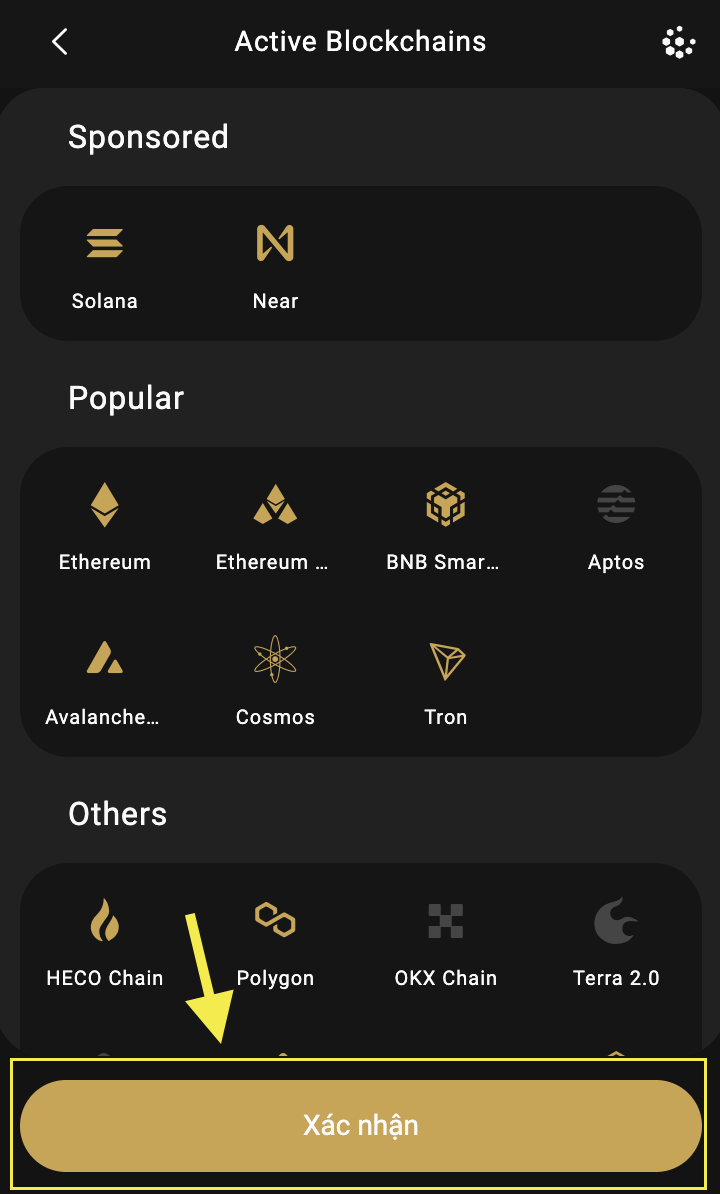 Active Blockchains
Sponsored
Solana Near
Popular
Ethereum Ethereum ... BNB Smar... Aptos
Avalanche... Cosmos Tron
Others
HECO Chain Polygon OKX Chain Terra 2.0
Xác nhận